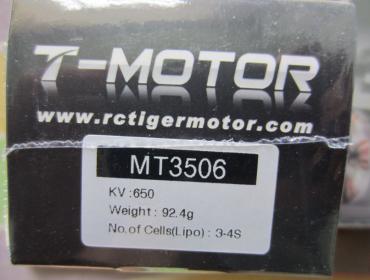 T-MOTOR
www.rctigermotor.com
MT3506
KV :650
Weight : 92.4g
No.of Cells(Lipo) : 3-4S